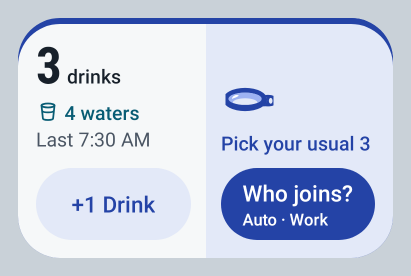 3 drinks
4 waters
Last 7:30 AM
+1 Drink
Pick your usual 3
Who joins?
Auto · Work